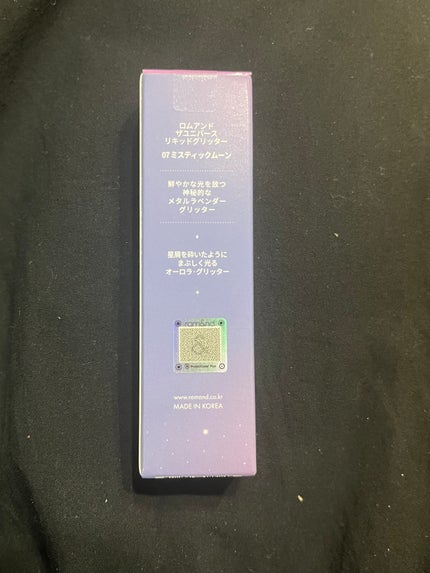 ロムアンド
ザユニバース
リキッドグリッター
07 ミスティックムーン
鮮やかな光を放つ
神秘的な
メタルラベンダー
グリッター
星屑を砕いたように
まぶしく光る
オーロラ・グリッター
rom&nd
www.romand.co.kr
MADE IN KOREA